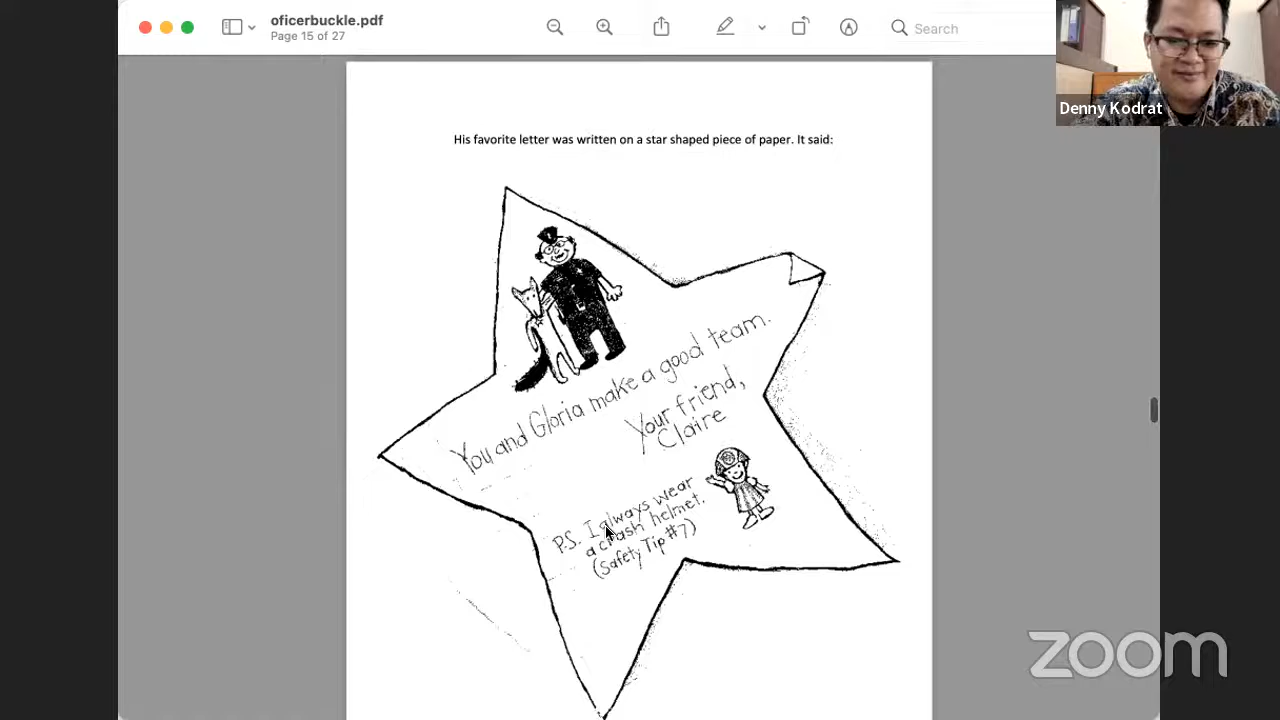 oficerbuckle.pdf
Page 15 of 27
Search
Denny Kodrat
His favorite letter was written on a star shaped piece of paper. It said:
You and Gloria make a good team.
Your friend,
Claire
P.S. I always wear
a crash helmet.
(Safety Tip #7)
zoom